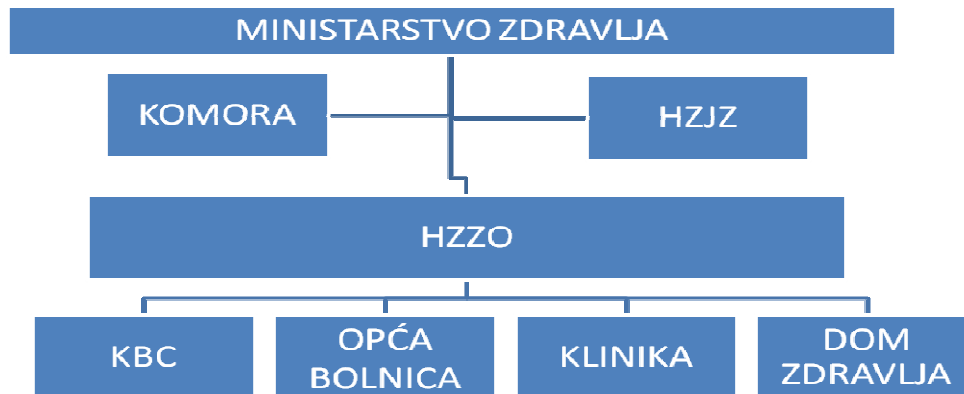 MINISTARSTVO ZDRAVLJA
KOMORA
HZJZ
HZZO
KBC
OPĆA
BOLNICA
KLINIKA
DOM
ZDRAVLJA